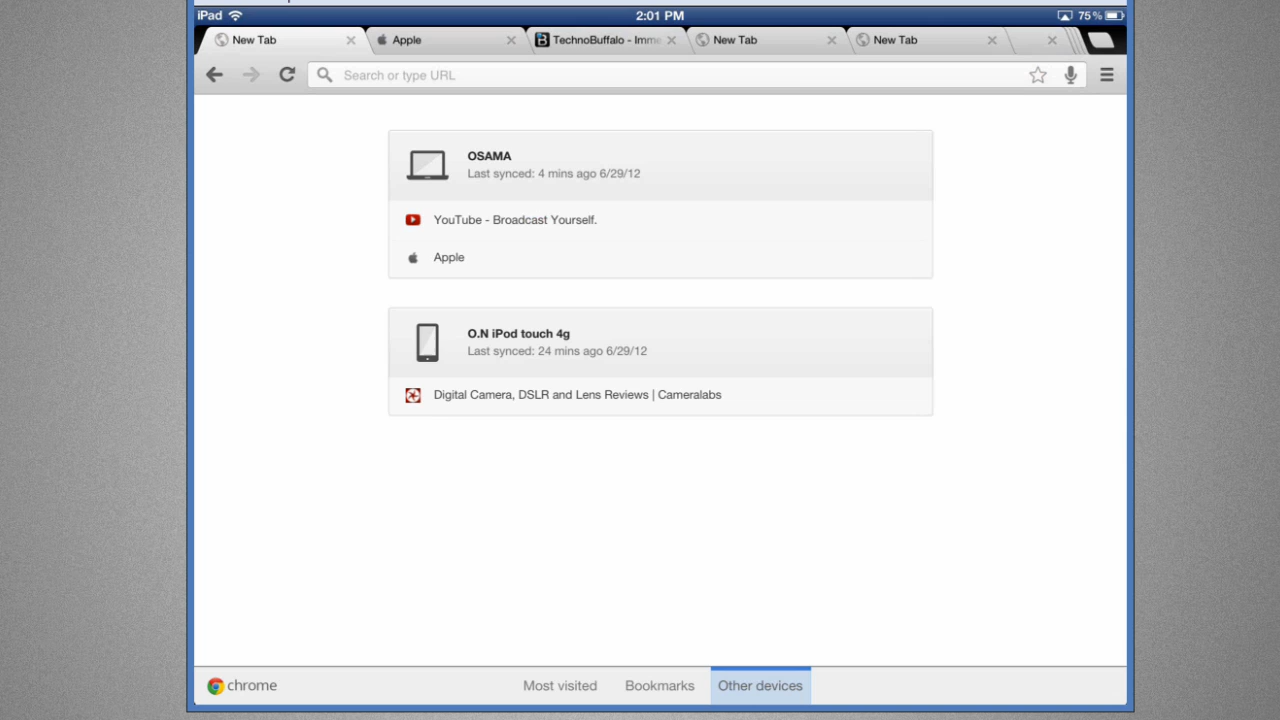 iPad 2:01 PM 75%
New Tab Apple TechnoBuffalo - Imme New Tab New Tab
Search or type URL
OSAMA
Last synced: 4 mins ago 6/29/12
YouTube - Broadcast Yourself.
Apple
O.N iPod touch 4g
Last synced: 24 mins ago 6/29/12
Digital Camera, DSLR and Lens Reviews | Cameralabs
chrome Most visited Bookmarks Other devices